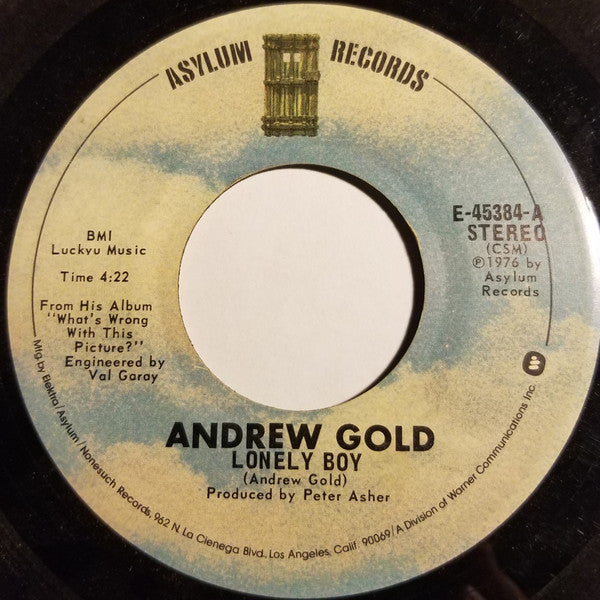 ASYLUM RECORDS
BMI
Luckyu Music
Time 4:22
From His Album
"What's Wrong
With This
Picture?"
Engineered by
Val Garay
E-45384-A
STEREO
(CSM)
℗1976 by
Asylum
Records
ANDREW GOLD
LONELY BOY
(Andrew Gold)
Produced by Peter Asher
Mfg by Elektra/Asylum/Nonesuch Records, 962 N. La Cienega Blvd., Los Angeles, Calif. 90069/A Division of Warner Communications Inc.